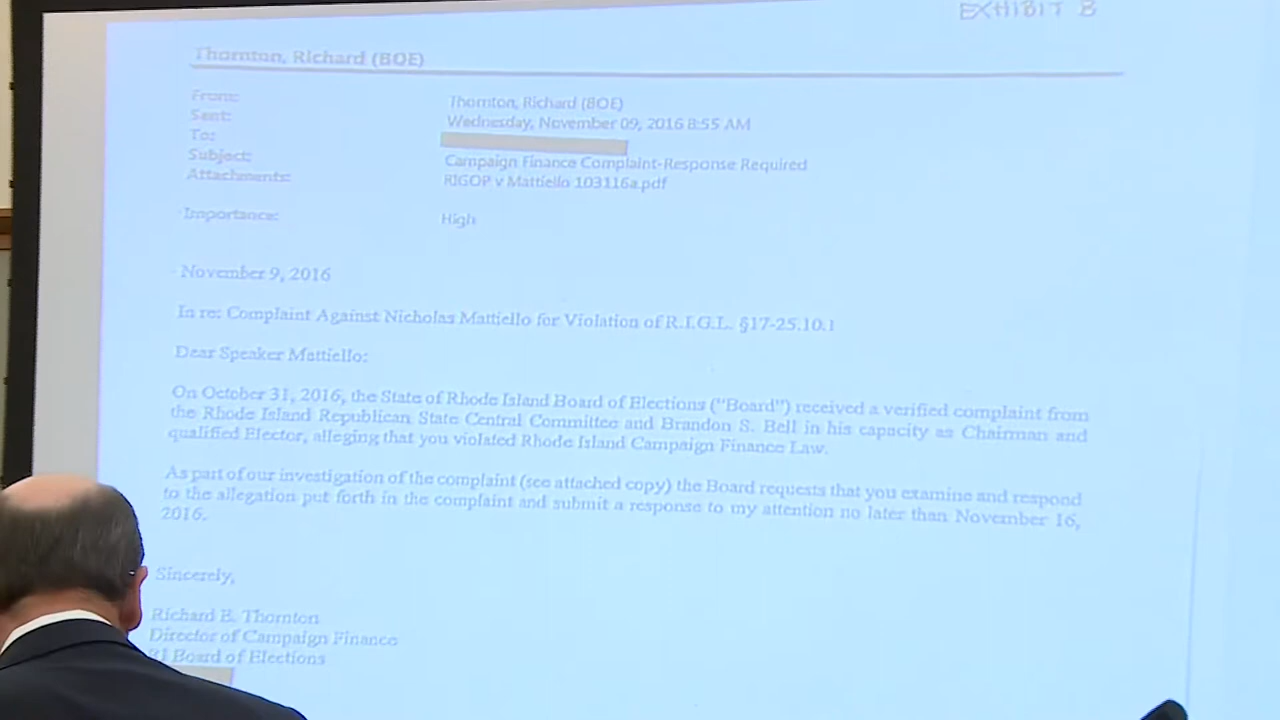 EXHIBIT B
Thornton, Richard (BOE)
From: Thornton, Richard (BOE)
Sent: Wednesday, November 09, 2016 8:55 AM
To:
Subject: Campaign Finance Complaint-Response Required
Attachments: RIGOP v Mattiello 103116a.pdf
Importance: High
November 9, 2016
In re: Complaint Against Nicholas Mattiello for Violation of R.I.G.L. §17-25.10.1
Dear Speaker Mattiello:
On October 31, 2016, the State of Rhode Island Board of Elections ("Board") received a verified complaint from
the Rhode Island Republican State Central Committee and Brandon S. Bell in his capacity as Chairman and
qualified Elector, alleging that you violated Rhode Island Campaign Finance Law.
As part of our investigation of the complaint (see attached copy) the Board requests that you examine and respond
to the allegation put forth in the complaint and submit a response to my attention no later than November 16,
2016.
Sincerely,
Richard B. Thornton
Director of Campaign Finance
RI Board of Elections